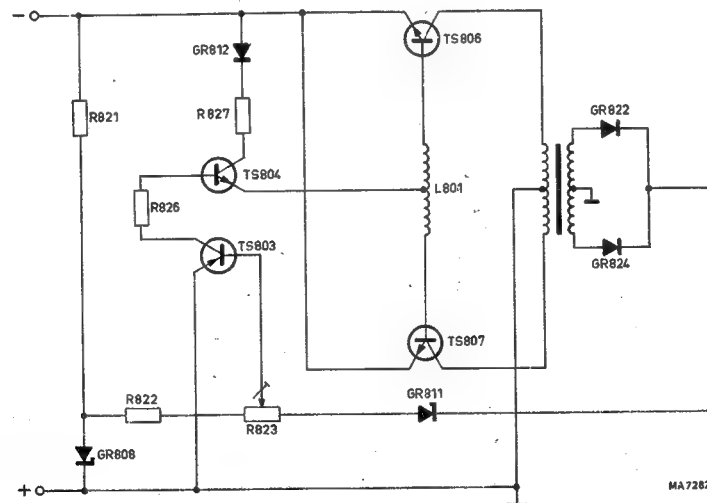 −
TS806
GR812
GR822
R821
R827
TS804
L801
R826
TS803
GR824
TS807
GR811
R822
R823
GR808
+
MA7282